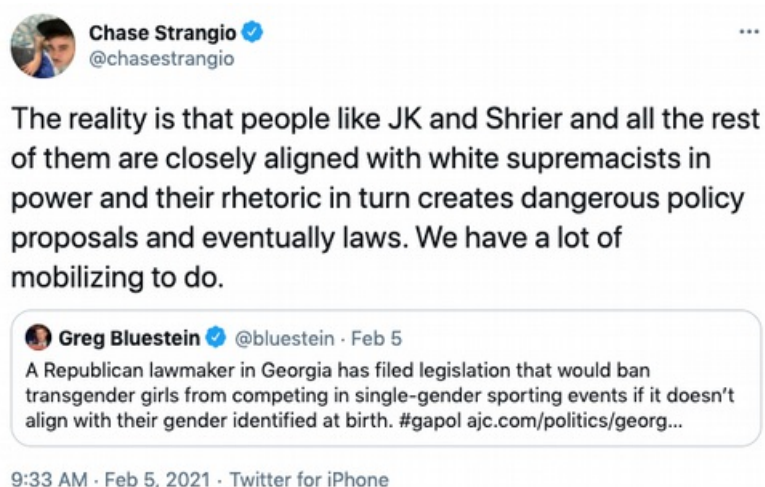 Chase Strangio
@chasestrangio
The reality is that people like JK and Shrier and all the rest
of them are closely aligned with white supremacists in
power and their rhetoric in turn creates dangerous policy
proposals and eventually laws. We have a lot of
mobilizing to do.
Greg Bluestein @bluestein · Feb 5
A Republican lawmaker in Georgia has filed legislation that would ban
transgender girls from competing in single-gender sporting events if it doesn't
align with their gender identified at birth. #gapol ajc.com/politics/georg...
9:33 AM · Feb 5, 2021 · Twitter for iPhone